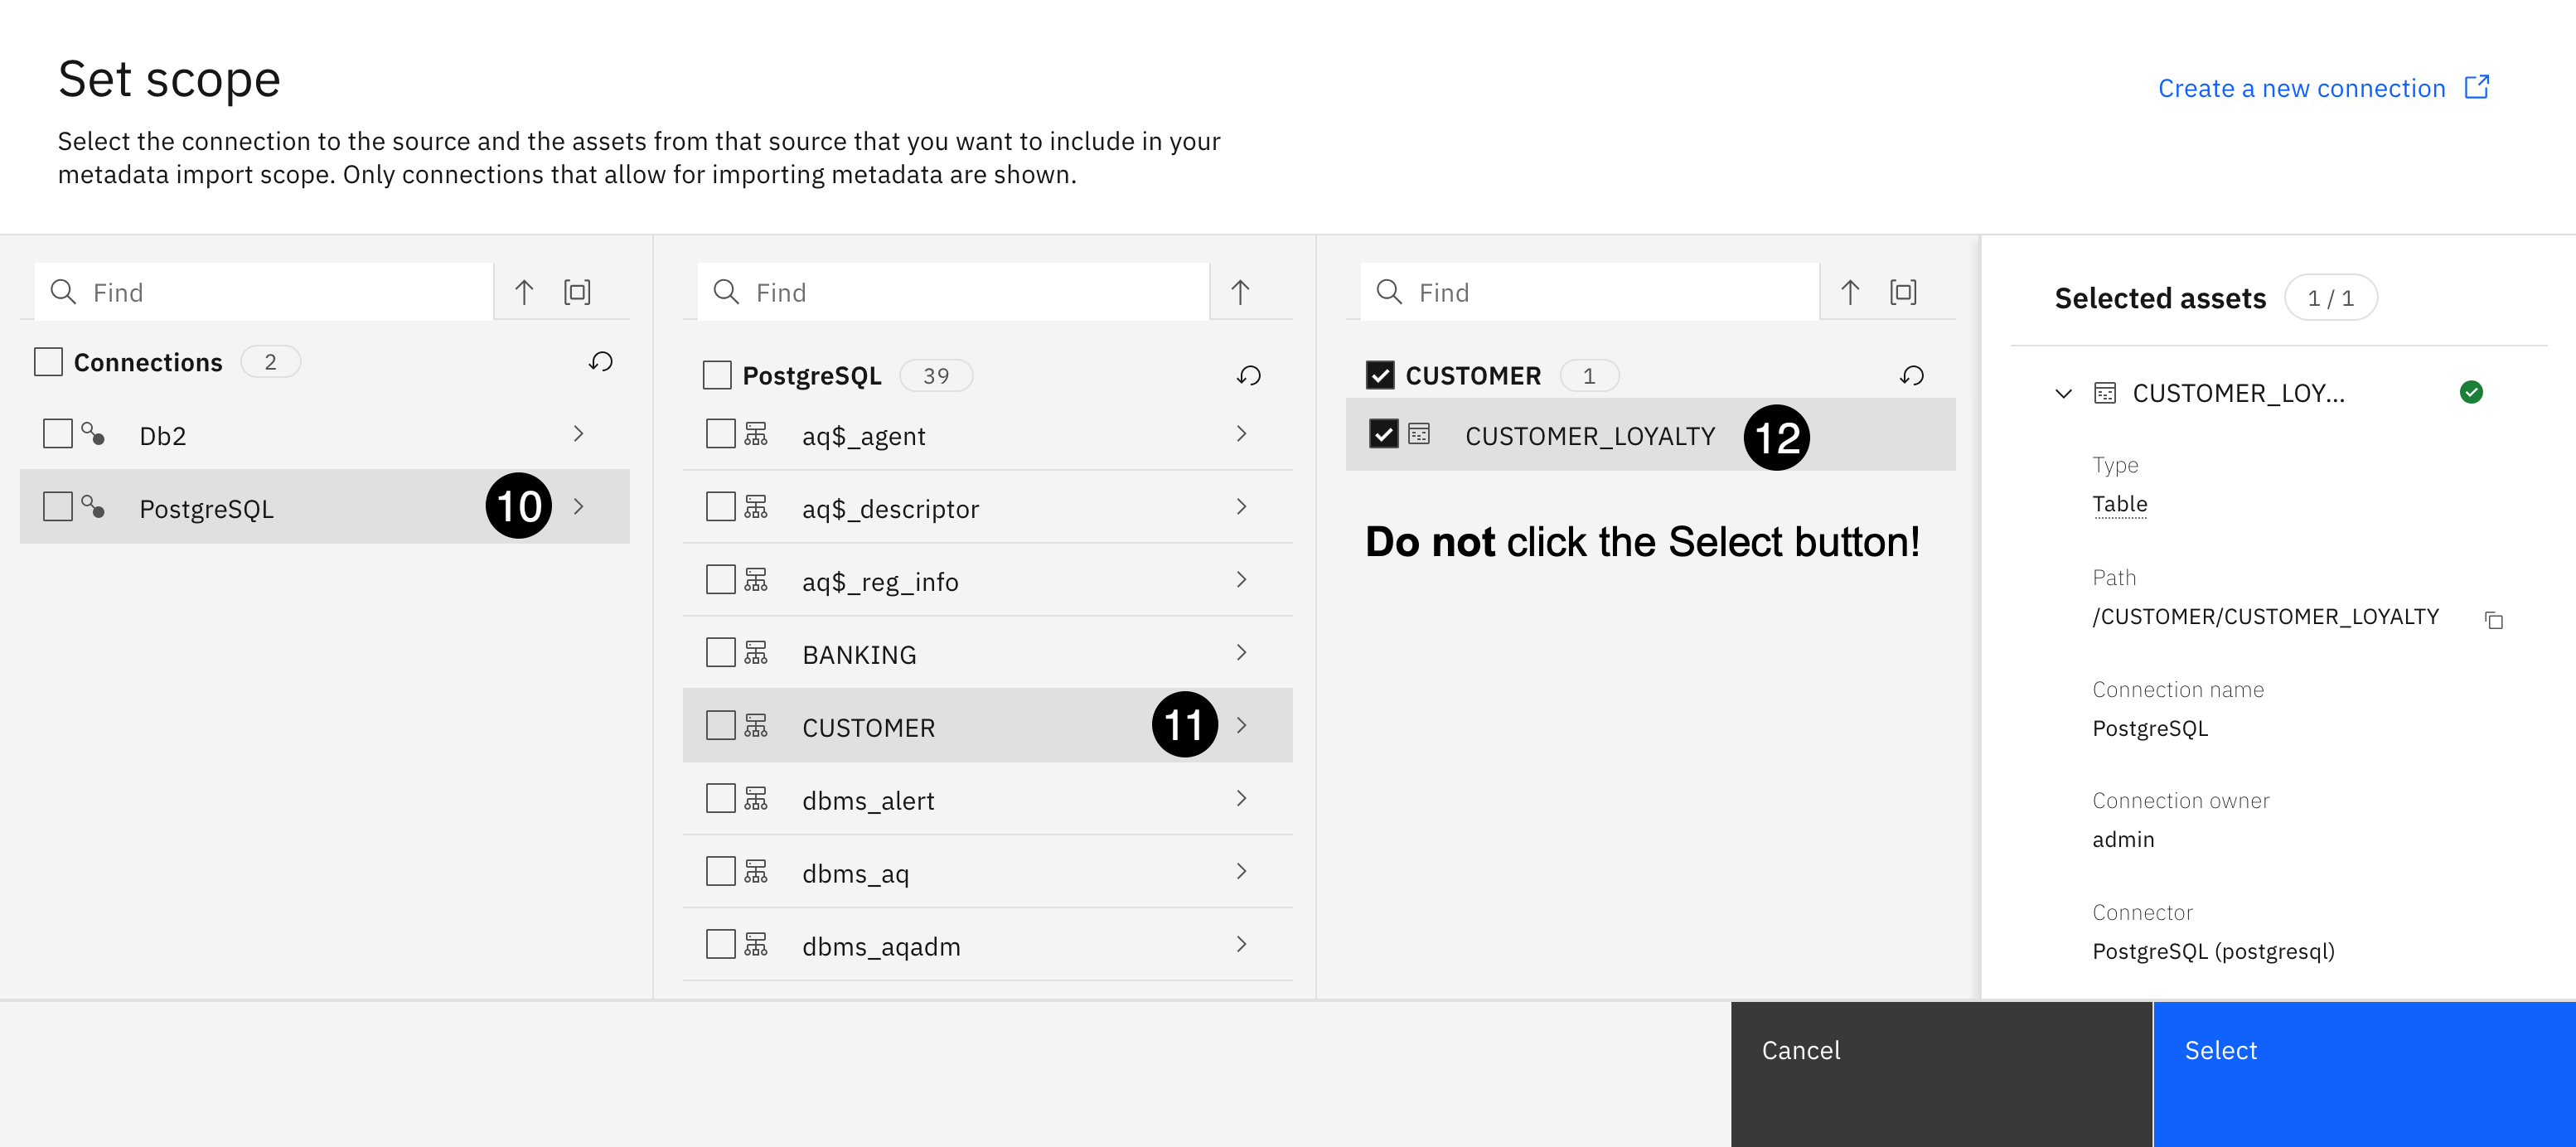 Set scope
Create a new connection
Select the connection to the source and the assets from that source that you want to include in your
metadata import scope. Only connections that allow for importing metadata are shown.
Find
Connections 2
Db2
PostgreSQL 10
Find
PostgreSQL 39
aq$_agent
aq$_descriptor
aq$_reg_info
BANKING
CUSTOMER 11
dbms_alert
dbms_aq
dbms_aqadm
Find
CUSTOMER 1
CUSTOMER_LOYALTY 12
Do not click the Select button!
Selected assets 1 / 1
CUSTOMER_LOY...
Type
Table
Path
/CUSTOMER/CUSTOMER_LOYALTY
Connection name
PostgreSQL
Connection owner
admin
Connector
PostgreSQL (postgresql)
Cancel
Select